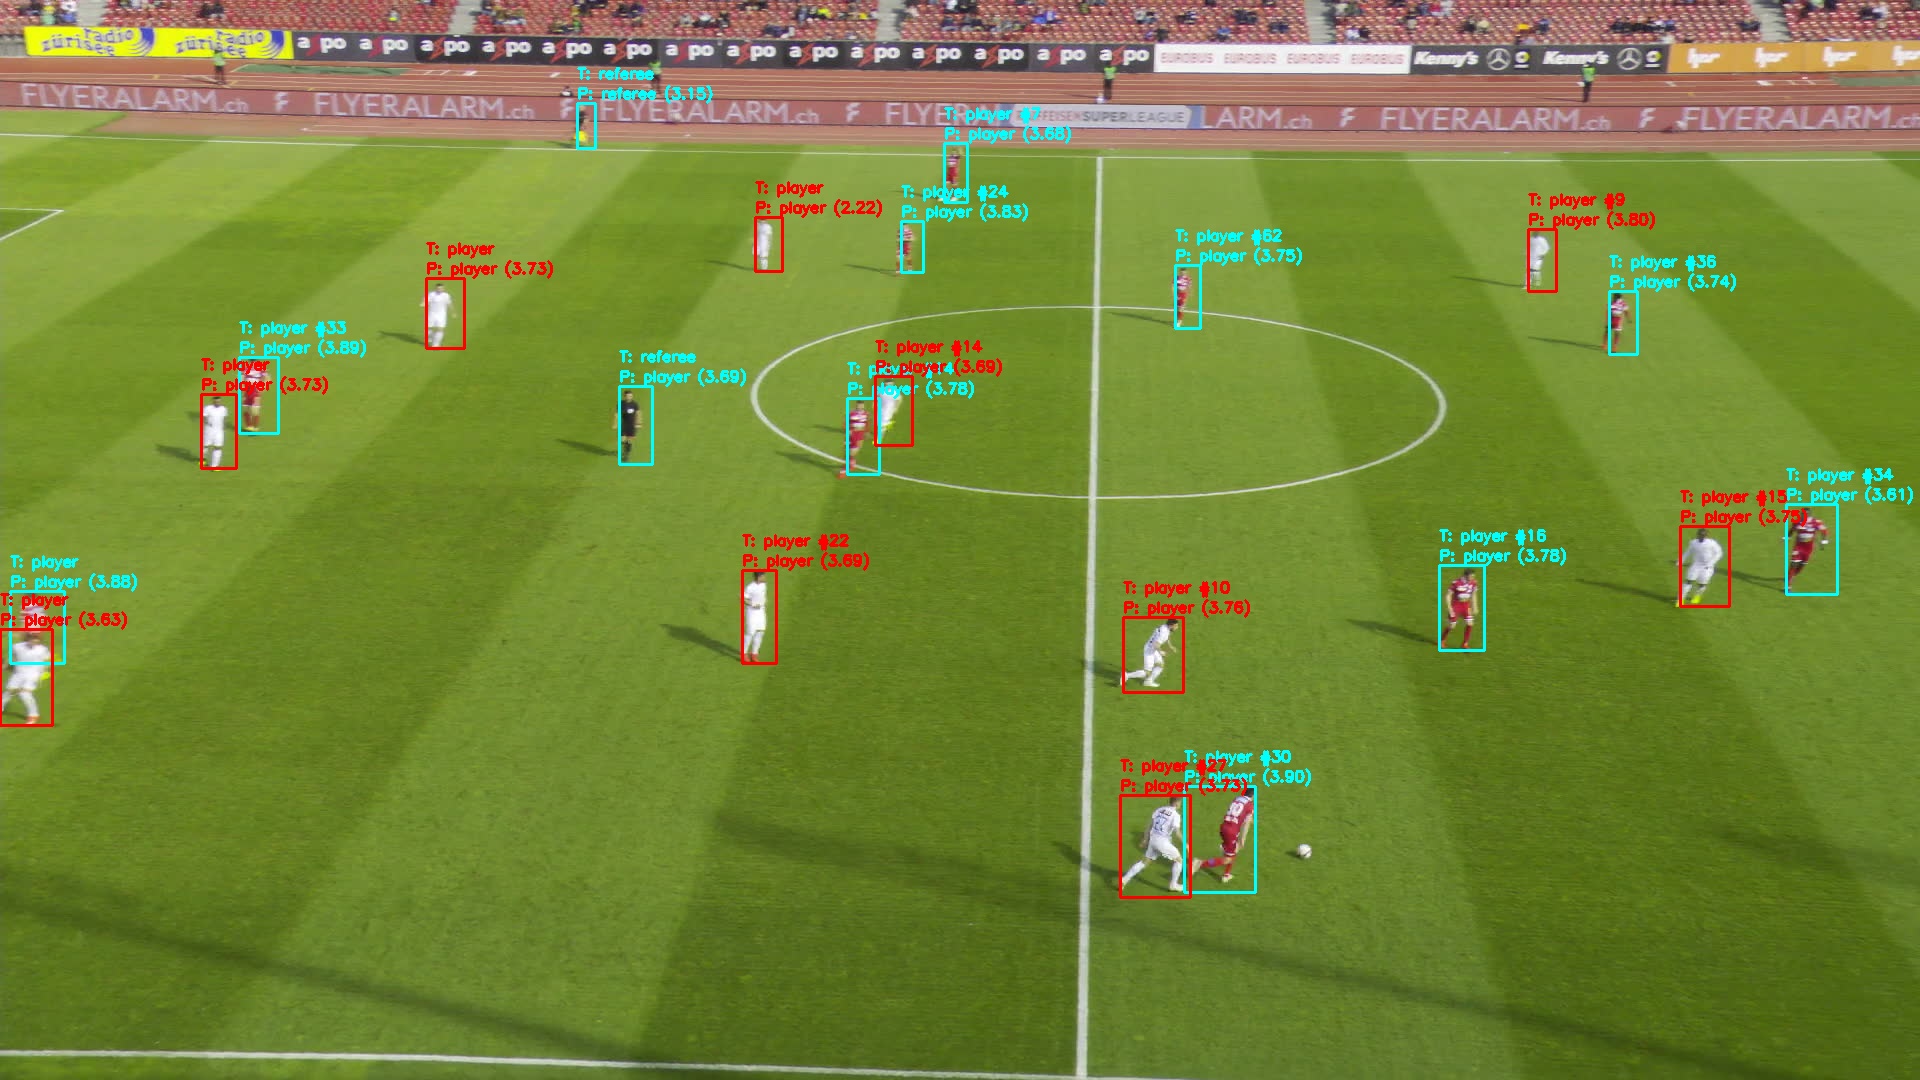 radio
zürisee
radio
zürisee
a po a po a po a po a po a po a po a po a po a po a po a po a po a po
EUROBUS EUROBUS EUROBUS EUROBUS
Kenny's
Kenny's
FLYERALARM.ch F FLYERALARM.ch F FLYERALARM.ch F FLYE
SUPERLEAGUE
LARM.ch F FLYERALARM.ch F FLYERALARM.ch
T: referee
P: referee (3.15)
T: player #7
P: player (3.68)
T: player
P: player (2.22)
T: player #24
P: player (3.83)
T: player #9
P: player (3.80)
T: player #62
P: player (3.75)
T: player
P: player (3.73)
T: player #36
P: player (3.74)
T: player #33
P: player (3.89)
T: player
P: player (3.73)
T: referee
P: player (3.69)
T: player #14
P: player (3.69)
P: player (3.78)
T: player #34
P: player (3.61)
T: player #15
P: player (3.75)
T: player #16
P: player (3.78)
T: player #22
P: player (3.69)
T: player
P: player (3.88)
T: player
P: player (3.63)
T: player #10
P: player (3.76)
T: player #30
P: player (3.90)
T: player #27
P: player (3.73)